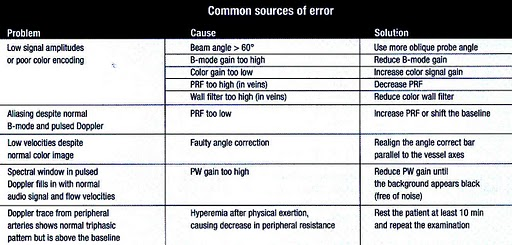 Common sources of error
Problem Cause Solution
Low signal amplitudes Beam angle > 60° Use more oblique probe angle
or poor color encoding B-mode gain too high Reduce B-mode gain
Color gain too low Increase color signal gain
PRF too high (in veins) Decrease PRF
Wall filter too high (in veins) Reduce color wall filter
Aliasing despite normal PRF too low Increase PRF or shift the baseline
B-mode and pulsed Doppler
Low velocities despite Faulty angle correction Realign the angle correct bar
normal color image parallel to the vessel axes
Spectral window in pulsed PW gain too high Reduce PW gain until
Doppler fills in with normal the background appears black
audio signal and flow velocities (free of noise)
Doppler trace from peripheral Hyperemia after physical exertion, Rest the patient at least 10 min
arteries shows normal triphasic causing decrease in peripheral resistance and repeat the examination
pattern but is above the baseline